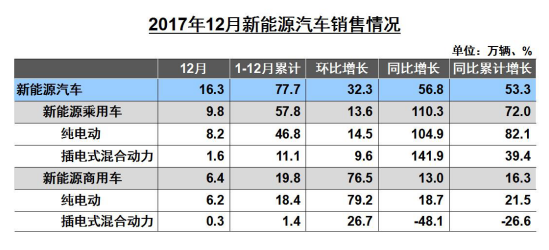 2017年12月新能源汽车销售情况
单位：万辆、%
12月 1-12月累计 环比增长 同比增长 同比累计增长
新能源汽车 16.3 77.7 32.3 56.8 53.3
新能源乘用车 9.8 57.8 13.6 110.3 72.0
纯电动 8.2 46.8 14.5 104.9 82.1
插电式混合动力 1.6 11.1 9.6 141.9 39.4
新能源商用车 6.4 19.8 76.5 13.0 16.3
纯电动 6.2 18.4 79.2 18.7 21.5
插电式混合动力 0.3 1.4 26.7 -48.1 -26.6